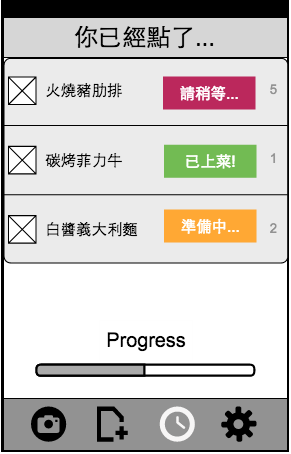 你已經點了...
火燒豬肋排 請稍等... 5
碳烤菲力牛 已上菜! 1
白醬義大利麵 準備中... 2
Progress